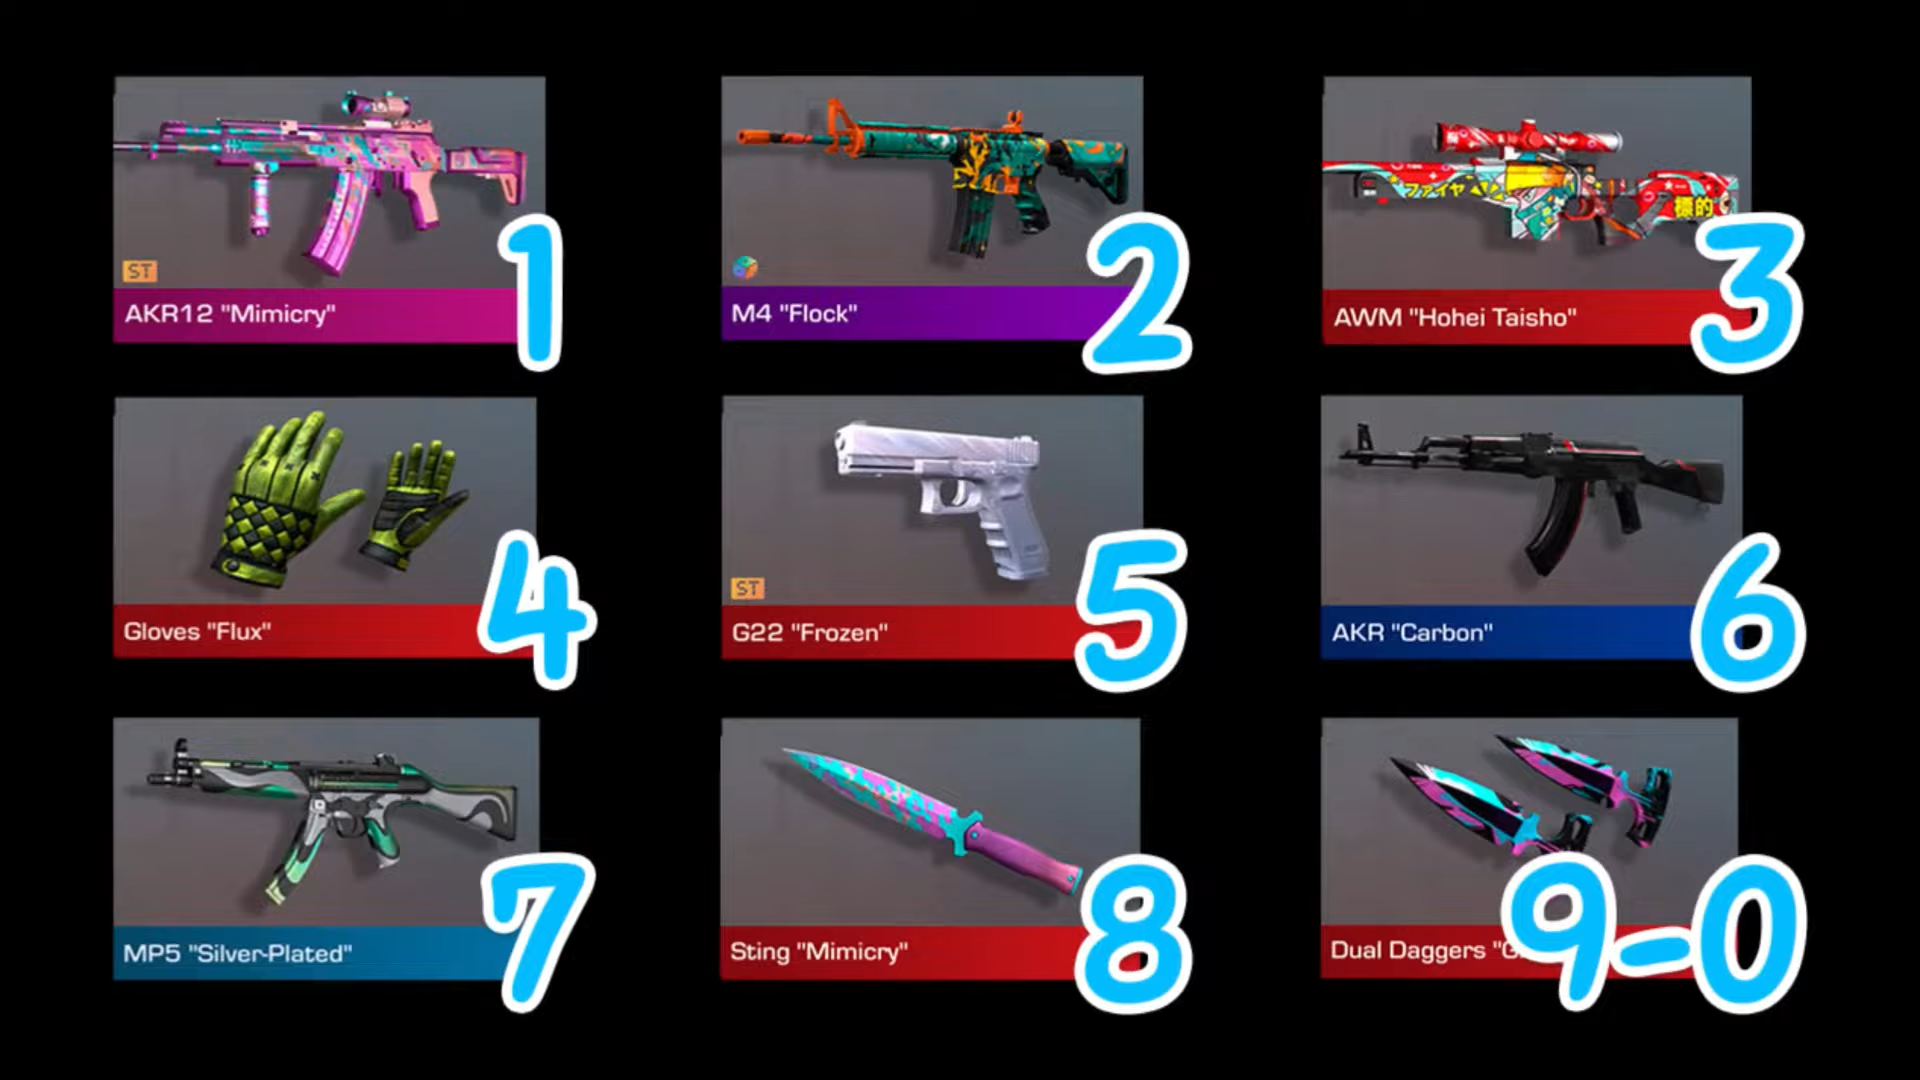 ファイヤ
標的
ST
AKR12 "Mimicry"
1
M4 "Flock"
2
AWM "Hohei Taisho"
3
Gloves "Flux"
4
ST
G22 "Frozen"
5
AKR "Carbon"
6
MP5 "Silver-Plated"
7
Sting "Mimicry"
8
Dual Daggers
9-0